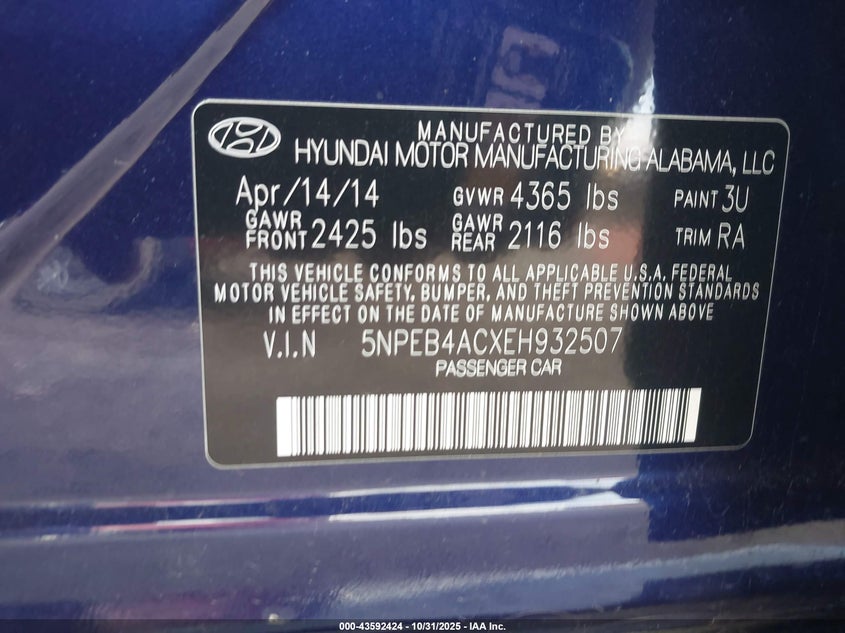 MANUFACTURED BY
HYUNDAI MOTOR MANUFACTURING ALABAMA, LLC
Apr/14/14 GVWR 4365 lbs PAINT 3U
GAWR FRONT 2425 lbs GAWR REAR 2116 lbs TRIM RA
THIS VEHICLE CONFORMS TO ALL APPLICABLE U.S.A. FEDERAL
MOTOR VEHICLE SAFETY, BUMPER, AND THEFT PREVENTION STANDARDS
IN EFFECT ON THE DATE OF MANUFACTURE SHOWN ABOVE
V.I.N 5NPEB4ACXEH932507
PASSENGER CAR
000-43592424 - 10/31/2025 - IAA Inc.